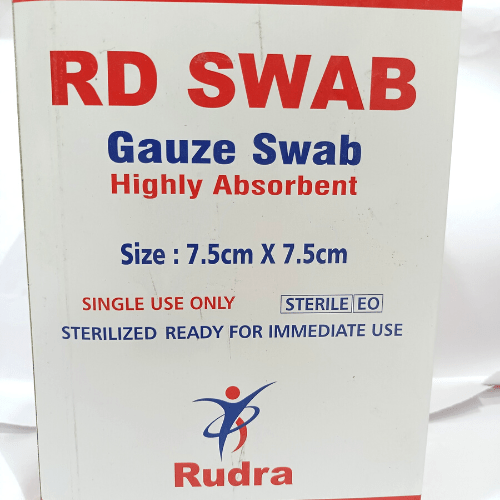 RD SWAB
Gauze Swab
Highly Absorbent
Size : 7.5cm X 7.5cm
SINGLE USE ONLY STERILE EO
STERILIZED READY FOR IMMEDIATE USE
Rudra